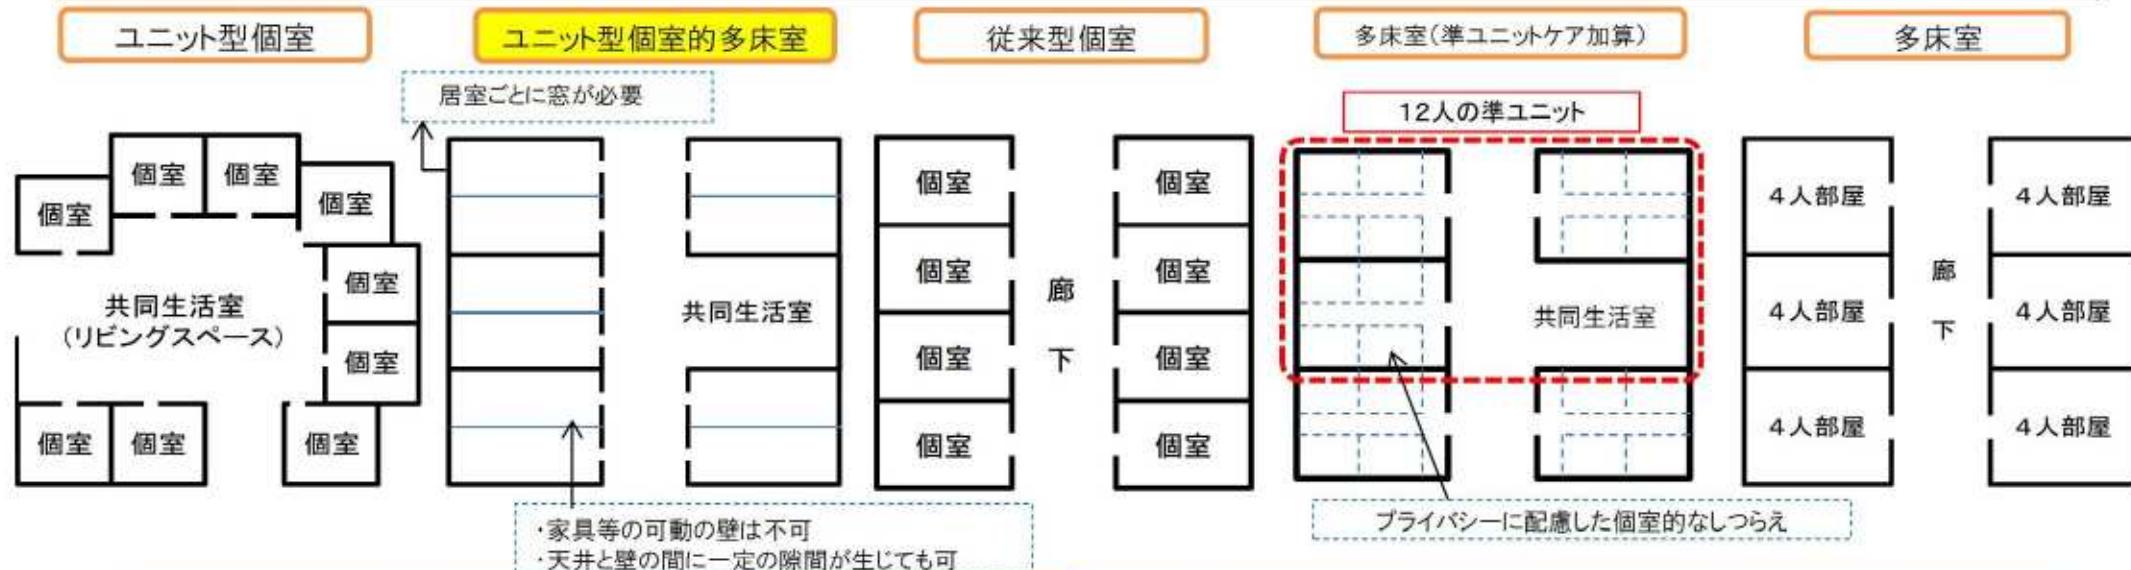 ユニット型個室
ユニット型個室的多床室
従来型個室
多床室(準ユニットケア加算)
多床室
居室ごとに窓が必要
12人の準ユニット
個室
個室
個室
個室
個室
個室
個室
個室
個室
共同生活室
(リビングスペース)
共同生活室
・家具等の可動の壁は不可
・天井と壁の間に一定の隙間が生じても可
個室
個室
個室
個室
廊
下
個室
個室
個室
個室
共同生活室
プライバシーに配慮した個室的なしつらえ
4人部屋
4人部屋
4人部屋
廊
下
4人部屋
4人部屋
4人部屋